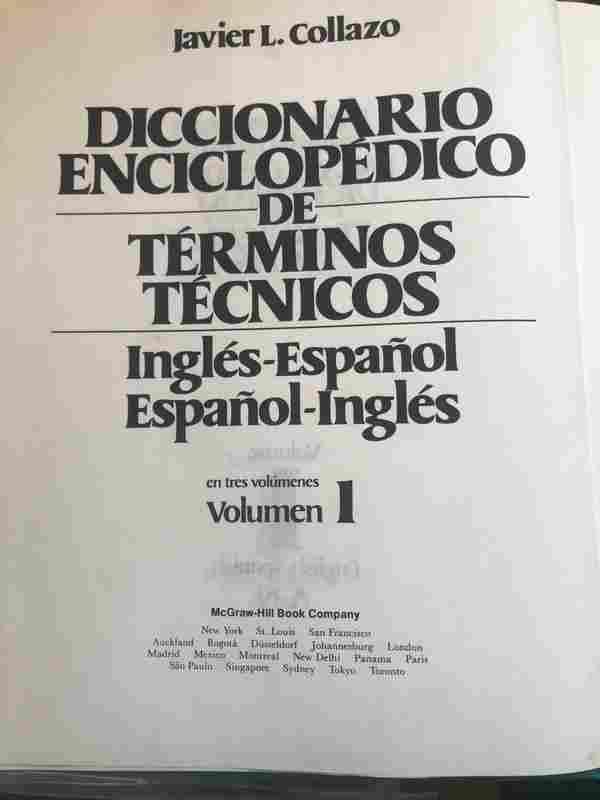 Javier L. Collazo
DICCIONARIO
ENCICLOPÉDICO
DE
TÉRMINOS
TÉCNICOS
Inglés-Español
Español-Inglés
en tres volúmenes
Volumen 1
McGraw-Hill Book Company
New York St. Louis San Francisco
Auckland Bogotá Düsseldorf Johannesburg London
Madrid Mexico Montreal New Delhi Panama Paris
São Paulo Singapore Sydney Tokyo Toronto